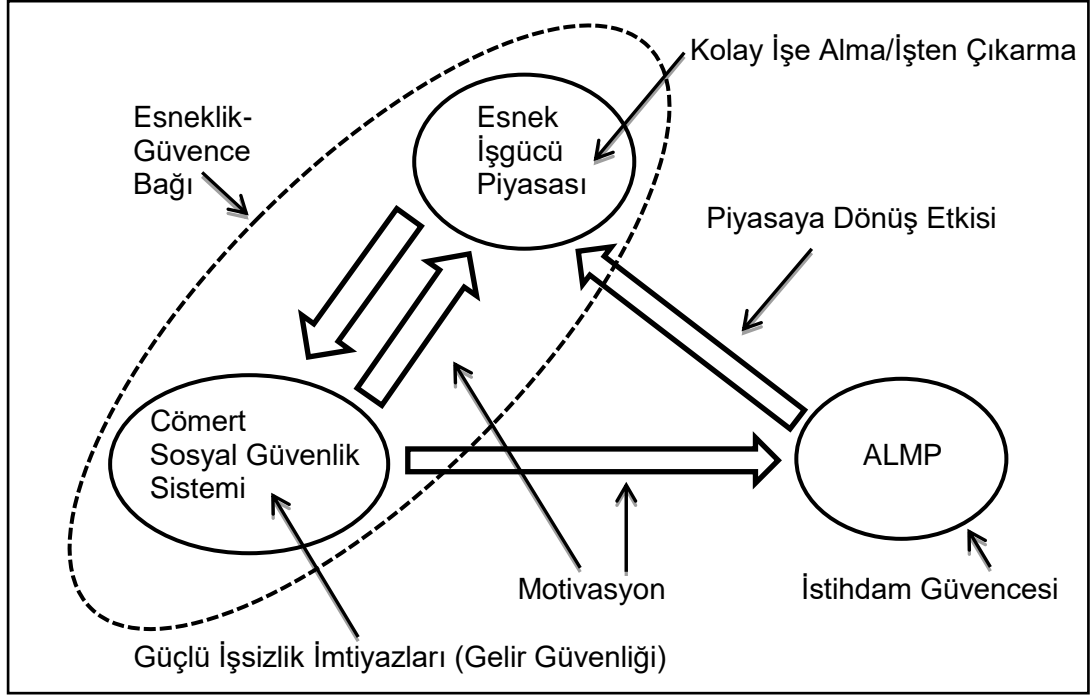 Kolay İşe Alma/İşten Çıkarma
Esneklik-
Güvence
Bağı
Esnek
İşgücü
Piyasası
Piyasaya Dönüş Etkisi
Cömert
Sosyal Güvenlik
Sistemi
ALMP
Motivasyon
İstihdam Güvencesi
Güçlü İşsizlik İmtiyazları (Gelir Güvenliği)